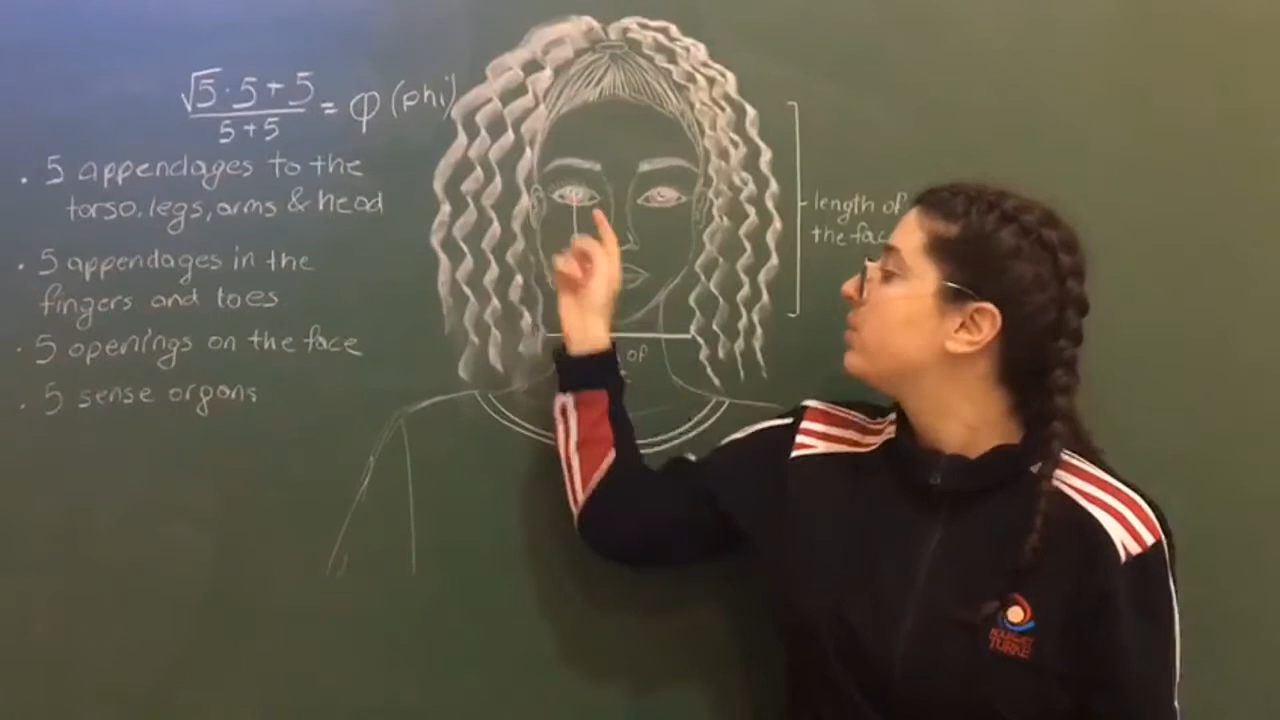 √5·5+5
5+5
= φ (phi)
. 5 appendages to the
torso. legs, arms & head
. 5 appendages in the
fingers and toes
. 5 openings on the face
. 5 sense organs
length of
the fac
of